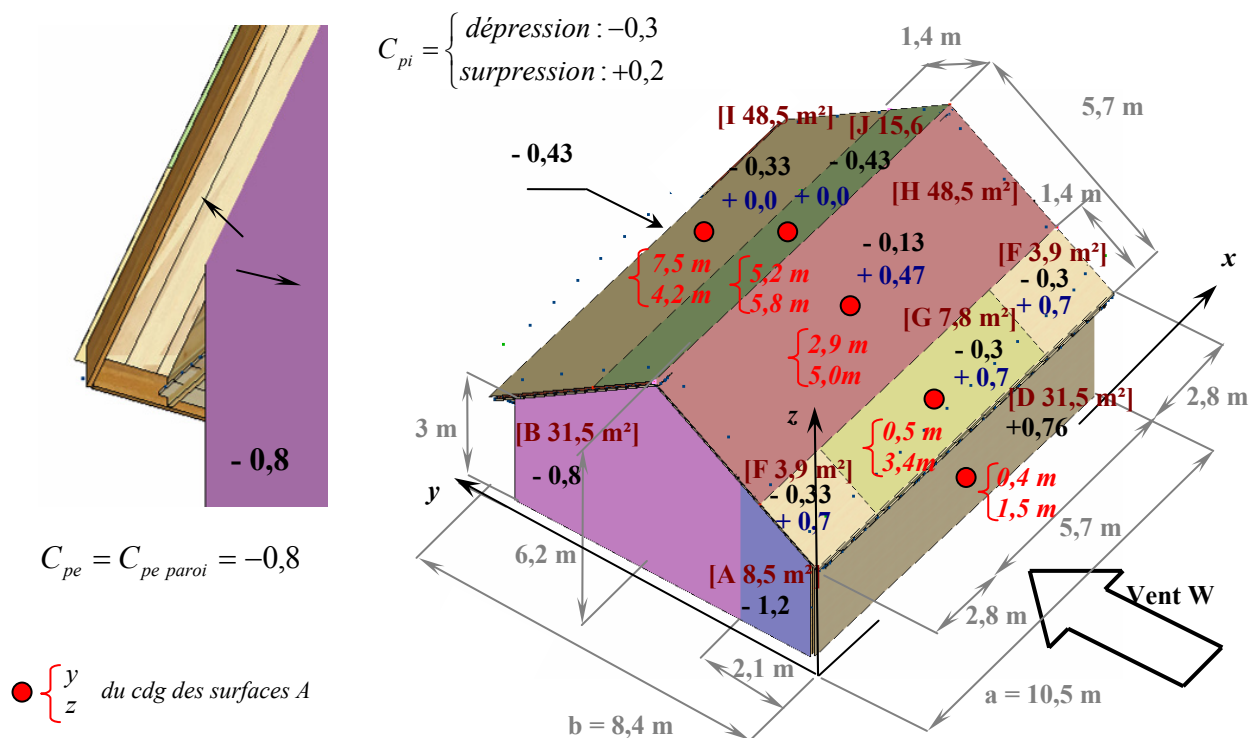 C_pi = { dépression : −0,3
surpression : +0,2
1,4 m
5,7 m
[I 48,5 m²]
[J 15,6
- 0,43
- 0,33
- 0,43
+ 0,0
+ 0,0
[H 48,5 m²]
1,4 m
- 0,13
+ 0,47
[F 3,9 m²]
- 0,3
+ 0,7
x
7,5 m
4,2 m
5,2 m
5,8 m
2,9 m
5,0m
[G 7,8 m²]
- 0,3
+ 0,7
2,8 m
[D 31,5 m²]
+0,76
z
3 m
[B 31,5 m²]
- 0,8
- 0,8
0,5 m
3,4m
[F 3,9 m²]
- 0,33
+ 0,7
0,4 m
1,5 m
y
5,7 m
6,2 m
C_pe = C_pe paroi = −0,8
[A 8,5 m²]
- 1,2
Vent W
2,8 m
2,1 m
a = 10,5 m
b = 8,4 m
y
z
du cdg des surfaces A